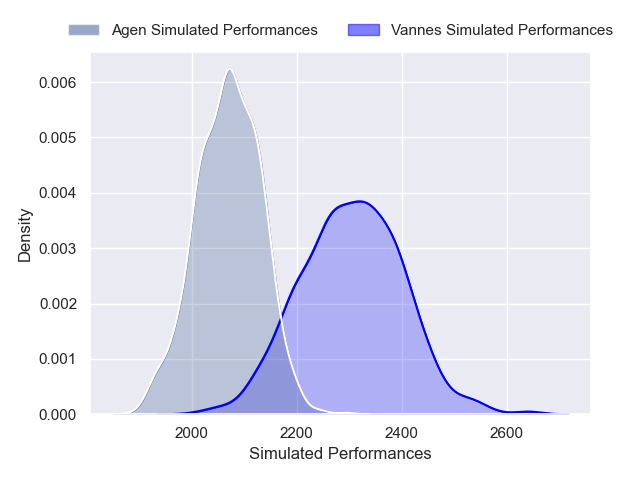 Agen Simulated Performances
Vannes Simulated Performances
0.006
0.005
0.004
0.003
0.002
0.001
0.000
Density
2000
2200
2400
2600
Simulated Performances